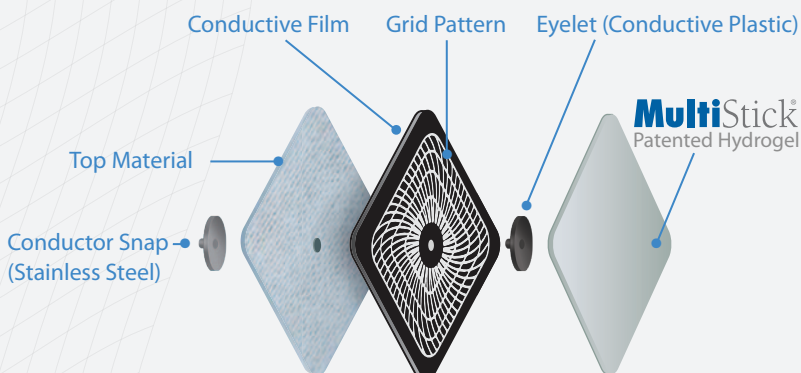 Conductive Film
Grid Pattern
Eyelet (Conductive Plastic)
MultiStick®
Patented Hydrogel
Top Material
Conductor Snap
(Stainless Steel)